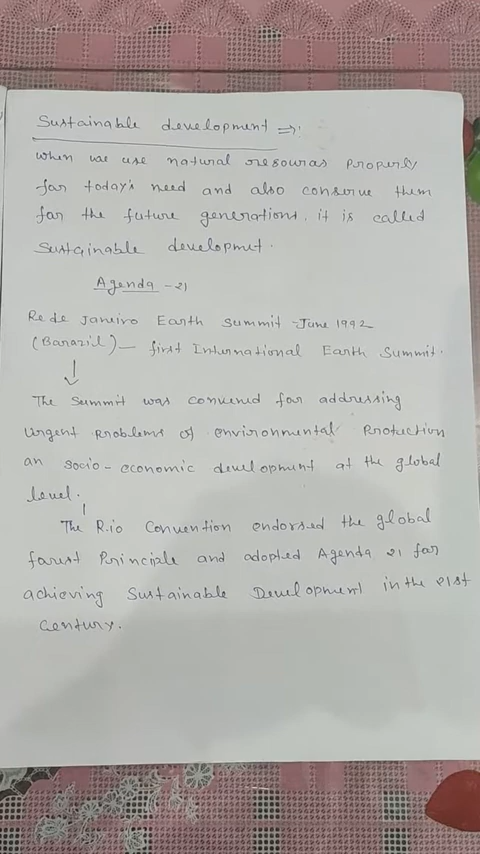 Sustainable development =>:
when we use natural resouras Properly
for today's need and also conserve them
for the future generations. it is called
Sustainable developmet.
Agenda - 21
Re de Janeiro Earth Summit - June 1992
(Barazil) — first International Earth Summit.
The Summit was convened for addressing
urgent Problems of environmental Protection
an socio - economic development at the global
level.
The R.io Convention endorsed the global
forest Principle and adopted Agenda 21 for
achieving Sustainable Development in the 21st
Century.